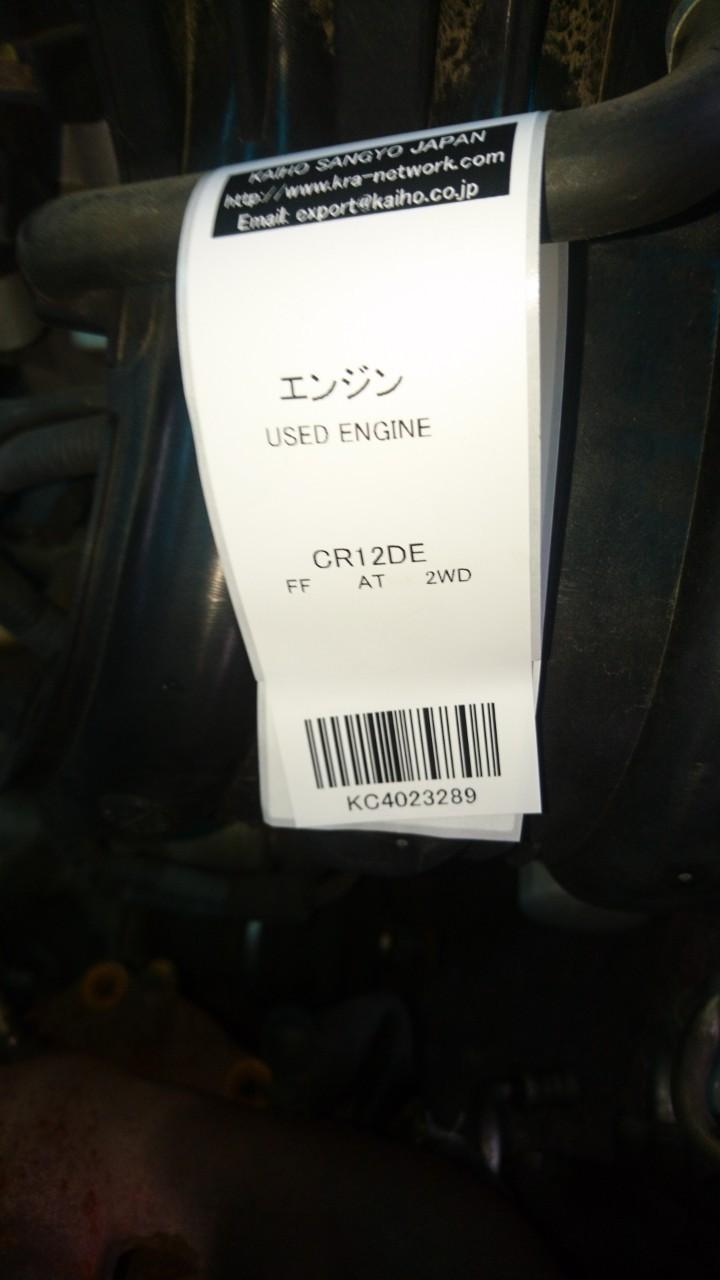 KAIHO SANGYO JAPAN
http://www.kra-network.com
Email: export@kaiho.co.jp
エンジン
USED ENGINE
CR12DE
FF AT 2WD
KC4023289